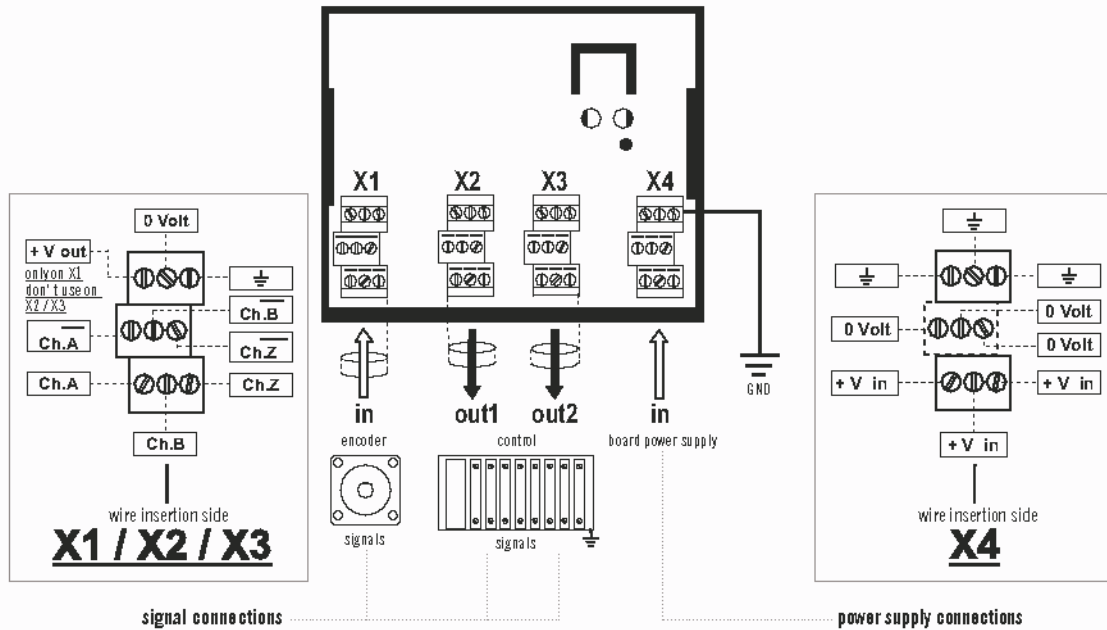 X1
X2
X3
X4
0 Volt
+ V out
only on X1
don't use on
X2 / X3
Ch.A
Ch.A
Ch.B
Ch.B
Ch.Z
Ch.Z
wire insertion side
X1 / X2 / X3
in
encoder
signals
out1
out2
control
signals
in
board power supply
GND
0 Volt
0 Volt
0 Volt
+ V in
+ V in
+ V in
wire insertion side
X4
signal connections
power supply connections